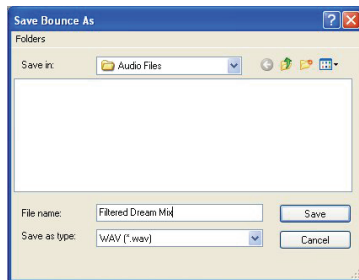 Save Bounce As
Folders
Save in:
Audio Files
File name:
Filtered Dream Mix
Save
Save as type:
WAV (*.wav)
Cancel